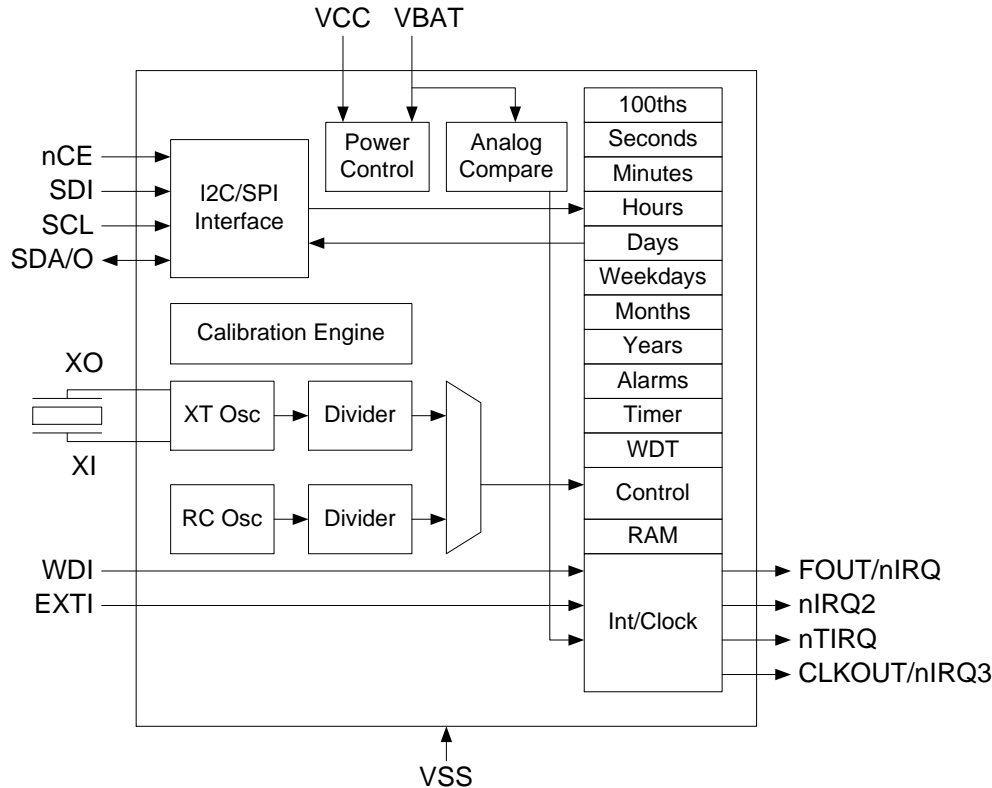 VCC
VBAT
100ths
Seconds
Minutes
Hours
Days
Weekdays
Months
Years
Alarms
Timer
WDT
Control
RAM
Int/Clock
Power
Control
Analog
Compare
nCE
SDI
SCL
SDA/O
I2C/SPI
Interface
Calibration Engine
XO
XI
XT Osc
Divider
RC Osc
Divider
WDI
EXTI
FOUT/nIRQ
nIRQ2
nTIRQ
CLKOUT/nIRQ3
VSS